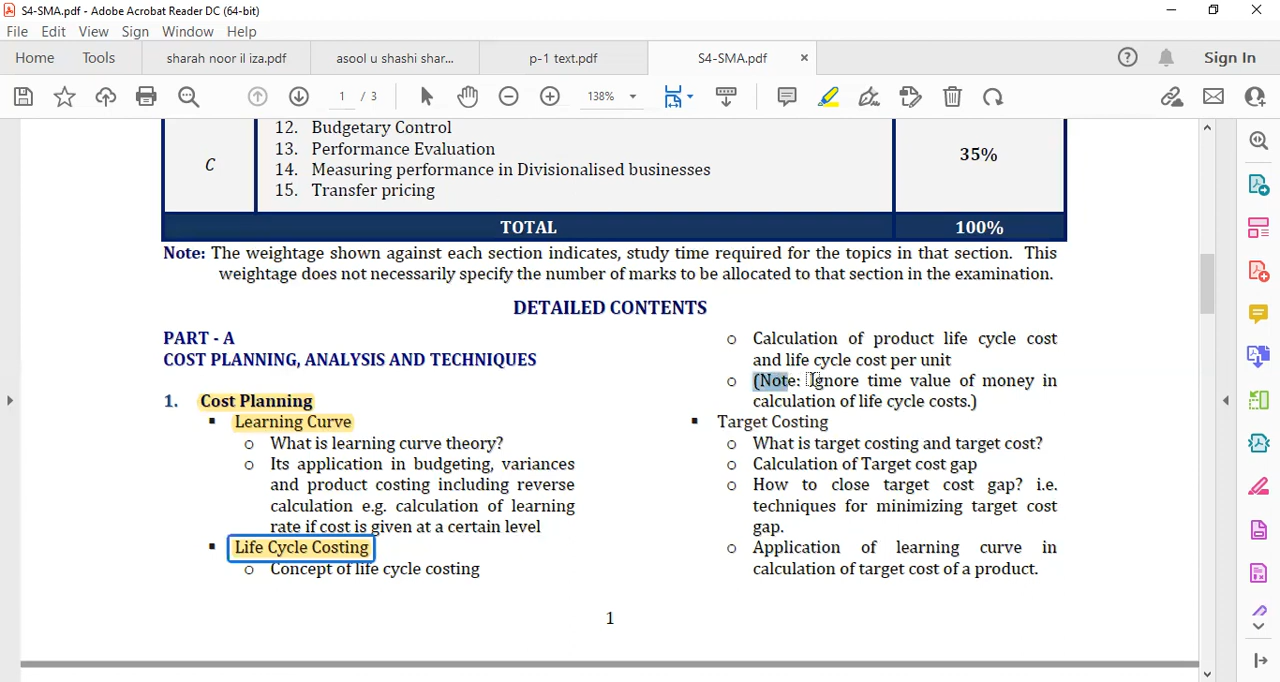 S4-SMA.pdf - Adobe Acrobat Reader DC (64-bit)
File Edit View Sign Window Help
Home Tools sharah noor il iza.pdf asool u shashi shar... p-1 text.pdf S4-SMA.pdf × Sign In
1 / 3 138%
12. Budgetary Control
13. Performance Evaluation
C 14. Measuring performance in Divisionalised businesses 35%
15. Transfer pricing
TOTAL 100%
Note: The weightage shown against each section indicates, study time required for the topics in that section. This
weightage does not necessarily specify the number of marks to be allocated to that section in the examination.
DETAILED CONTENTS
PART - A
COST PLANNING, ANALYSIS AND TECHNIQUES
1. Cost Planning
▪ Learning Curve
o What is learning curve theory?
o Its application in budgeting, variances
and product costing including reverse
calculation e.g. calculation of learning
rate if cost is given at a certain level
▪ Life Cycle Costing
o Concept of life cycle costing
o Calculation of product life cycle cost
and life cycle cost per unit
o (Note: Ignore time value of money in
calculation of life cycle costs.)
▪ Target Costing
o What is target costing and target cost?
o Calculation of Target cost gap
o How to close target cost gap? i.e.
techniques for minimizing target cost
gap.
o Application of learning curve in
calculation of target cost of a product.
1